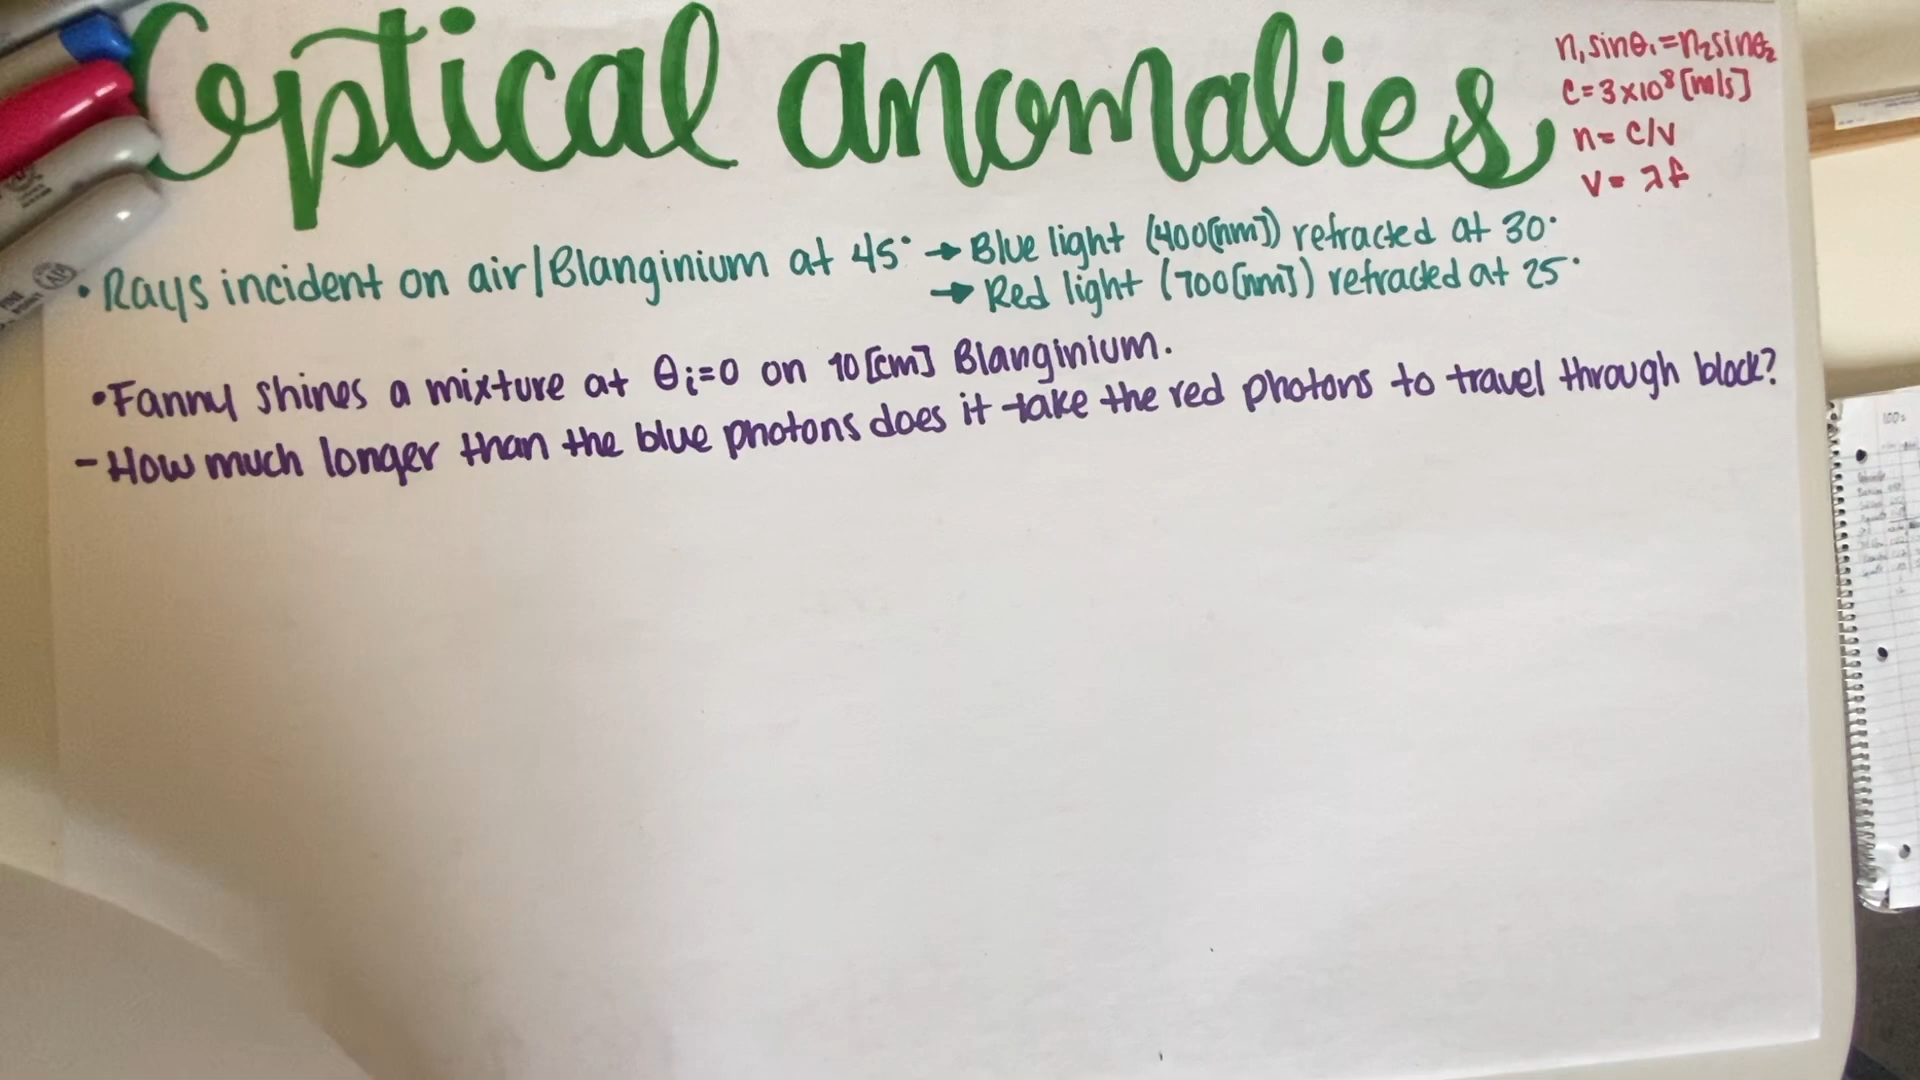 Optical anomalies
n₁sinθ₁=n₂sinθ₂
c=3x10⁸[m/s]
n=c/v
v=λf
• Rays incident on air/Blanginium at 45° → Blue light (400[nm]) refracted at 30°
→ Red light (700[nm]) refracted at 25°
• Fanny shines a mixture at θi=0 on 10[cm] Blanginium.
- How much longer than the blue photons does it take the red photons to travel through block?